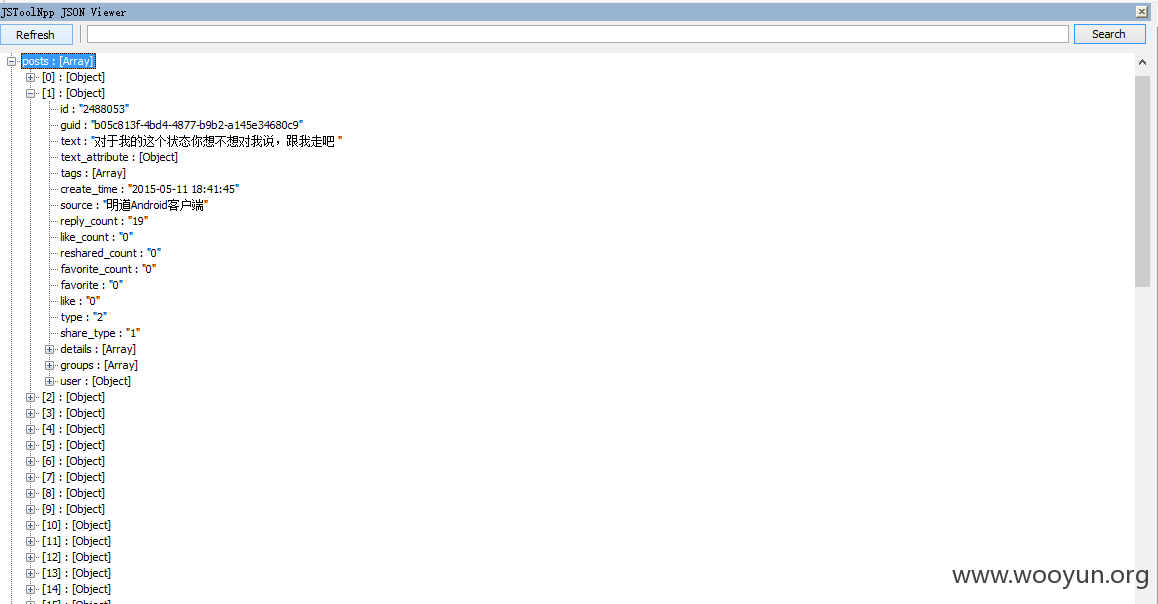 JSToolNpp JSON Viewer
Refresh
Search
posts : [Array]
[0] : [Object]
[1] : [Object]
id : "2488053"
guid : "b05c813f-4bd4-4877-b9b2-a145e34680c9"
text : "对于我的这个状态你想不想对我说，跟我走吧 "
text_attribute : [Object]
tags : [Array]
create_time : "2015-05-11 18:41:45"
source : "明道Android客户端"
reply_count : "19"
like_count : "0"
reshared_count : "0"
favorite_count : "0"
favorite : "0"
like : "0"
type : "2"
share_type : "1"
details : [Array]
groups : [Array]
user : [Object]
[2] : [Object]
[3] : [Object]
[4] : [Object]
[5] : [Object]
[6] : [Object]
[7] : [Object]
[8] : [Object]
[9] : [Object]
[10] : [Object]
[11] : [Object]
[12] : [Object]
[13] : [Object]
[14] : [Object]
[15] : [Object]
www.wooyun.org